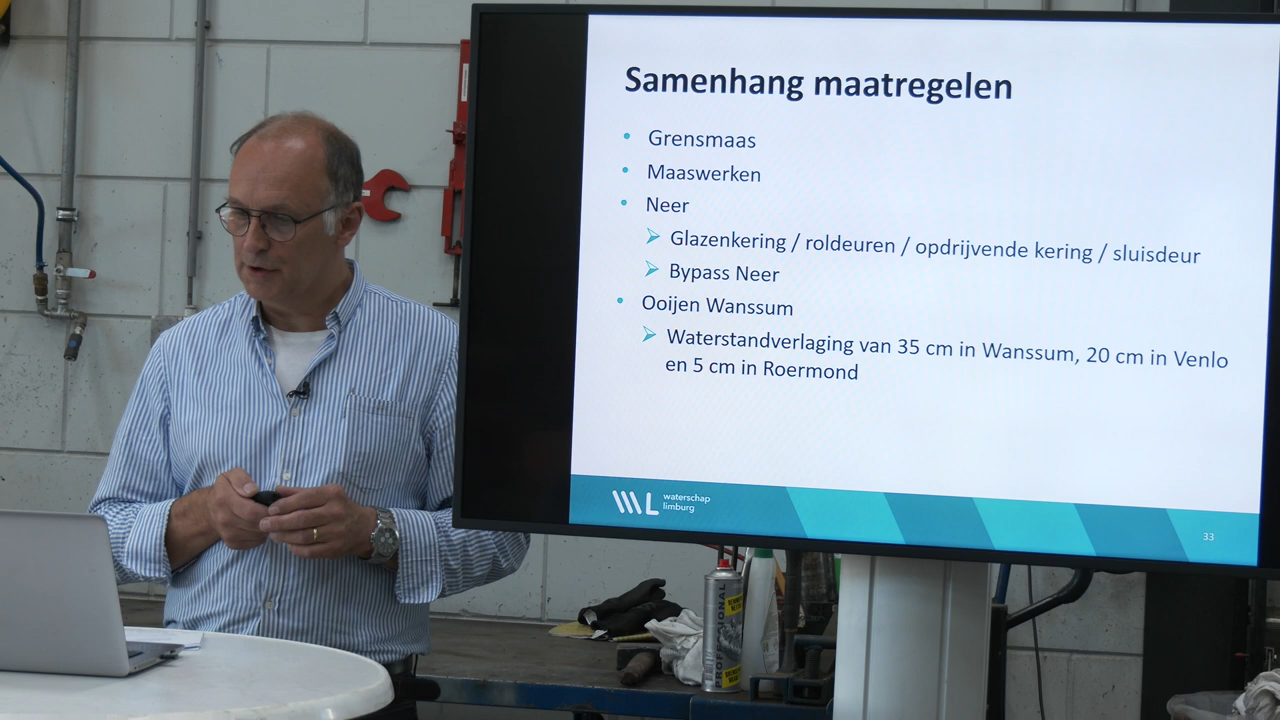 Samenhang maatregelen
• Grensmaas
• Maaswerken
• Neer
➢ Glazenkering / roldeuren / opdrijvende kering / sluisdeur
➢ Bypass Neer
• Ooijen Wanssum
➢ Waterstandverlaging van 35 cm in Wanssum, 20 cm in Venlo
en 5 cm in Roermond
WL waterschap
limburg
33